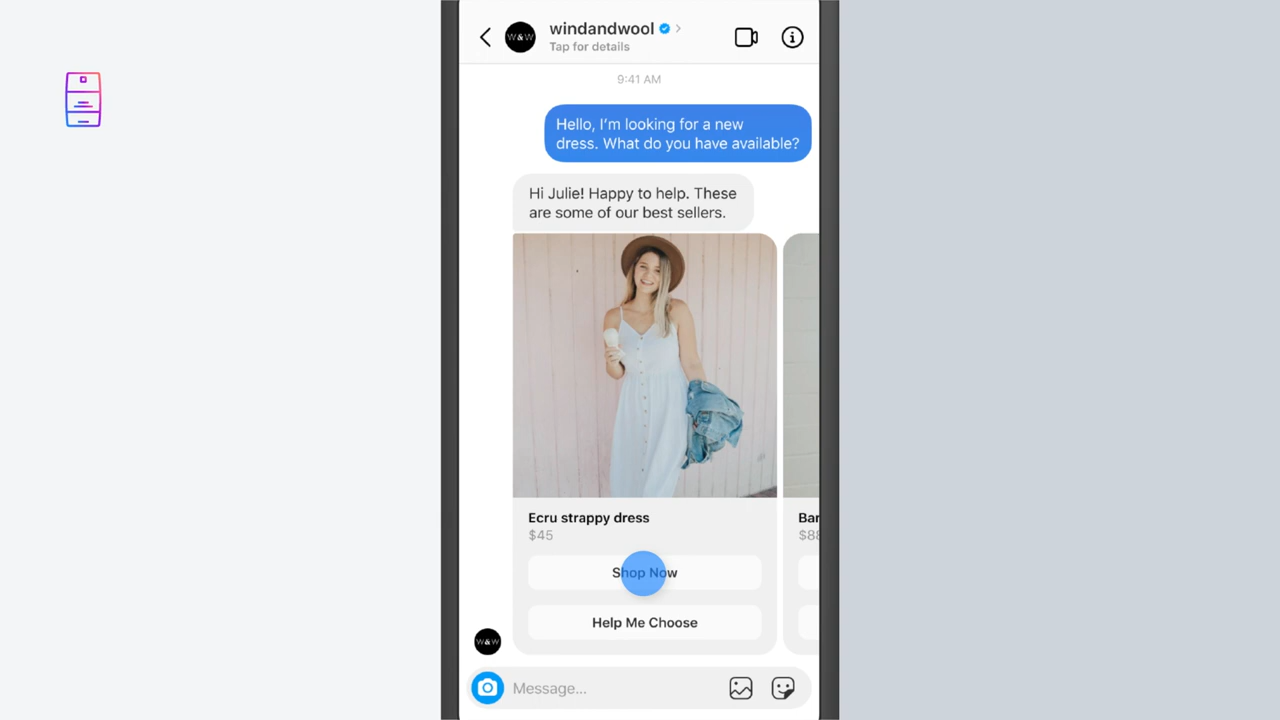 windandwool
Tap for details
W&W
9:41 AM
Hello, I'm looking for a new
dress. What do you have available?
Hi Julie! Happy to help. These
are some of our best sellers.
Ecru strappy dress
$45
Shop Now
Help Me Choose
Bar
$88
W&W
Message...